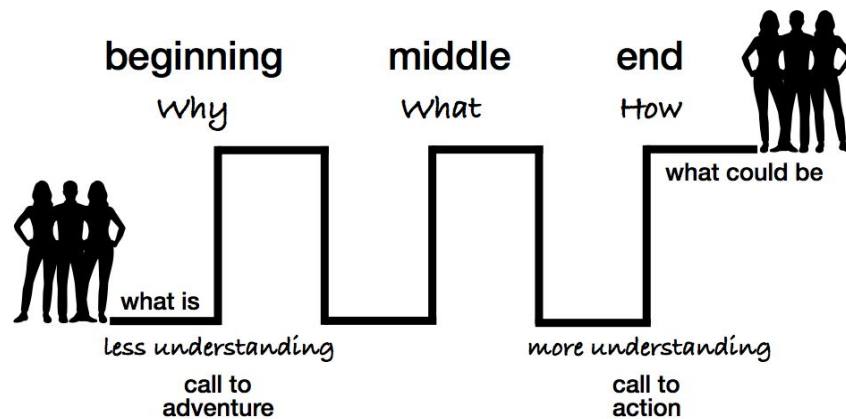 beginning middle end
Why What How
what could be
what is
less understanding more understanding
call to call to
adventure action